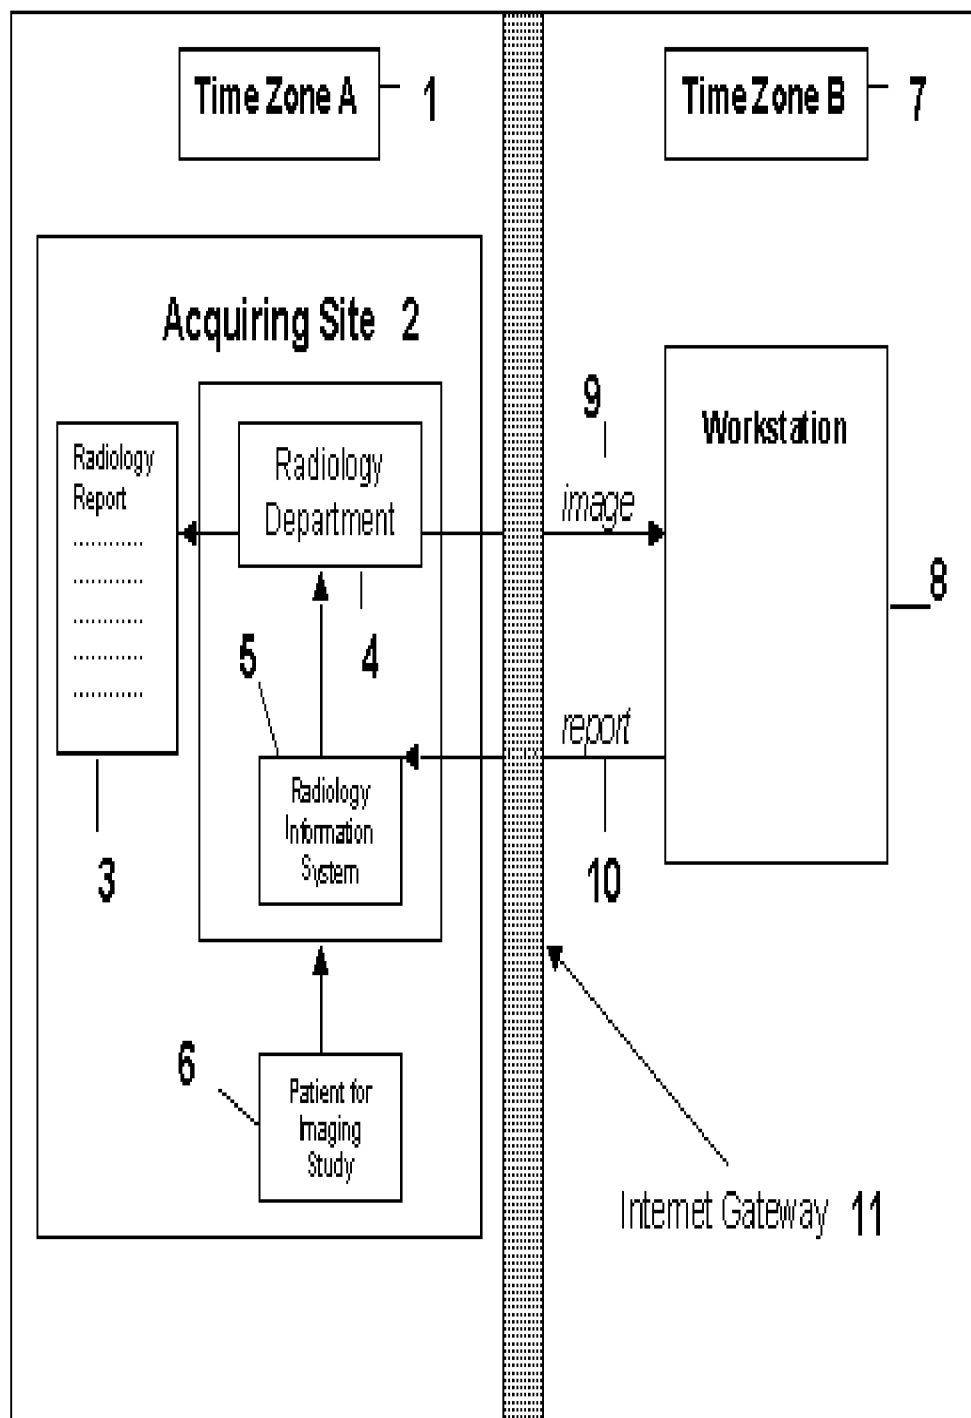 Time Zone A 1
Time Zone B 7
Acquiring Site 2
Radiology
Report
............
............
............
............
............
3
Radiology
Department
4
5
Radiology
Information
System
6
Patient for
Imaging
Study
9
image
report
10
Workstation
8
Internet Gateway 11